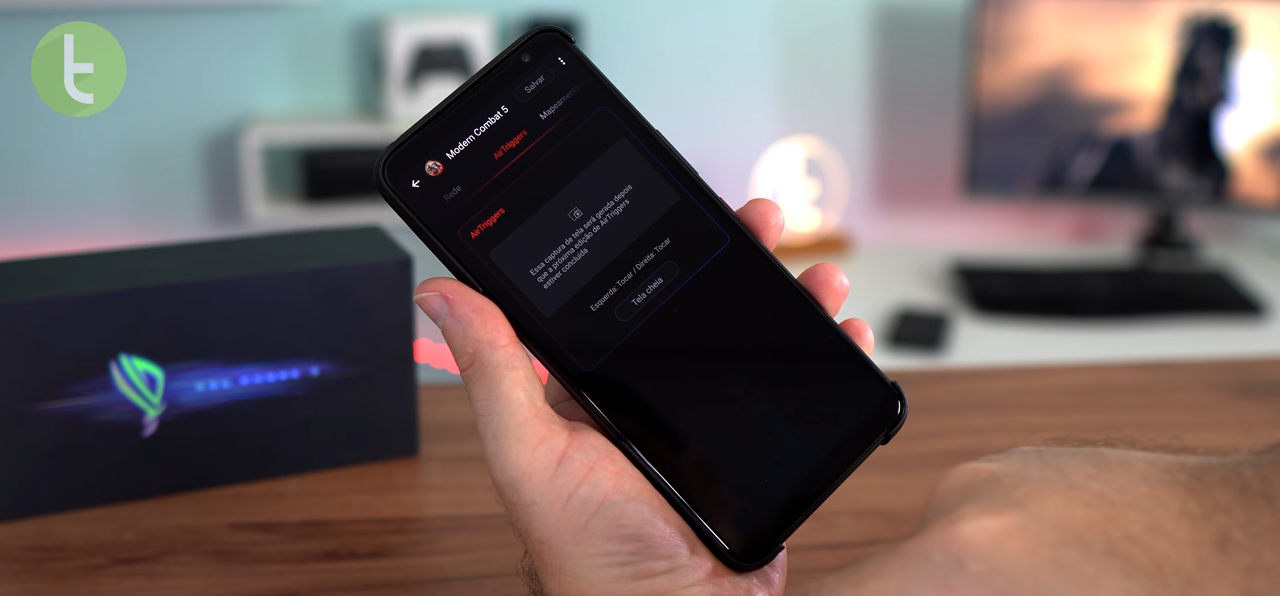 t
Salvar
Modern Combat 5
Rede
AirTriggers
AirTriggers
Essa captura de tela será gerada depois
que a próxima edição de AirTriggers
estiver concluída
Esquerda: Tocar / Direita: Tocar
Tela cheia
t